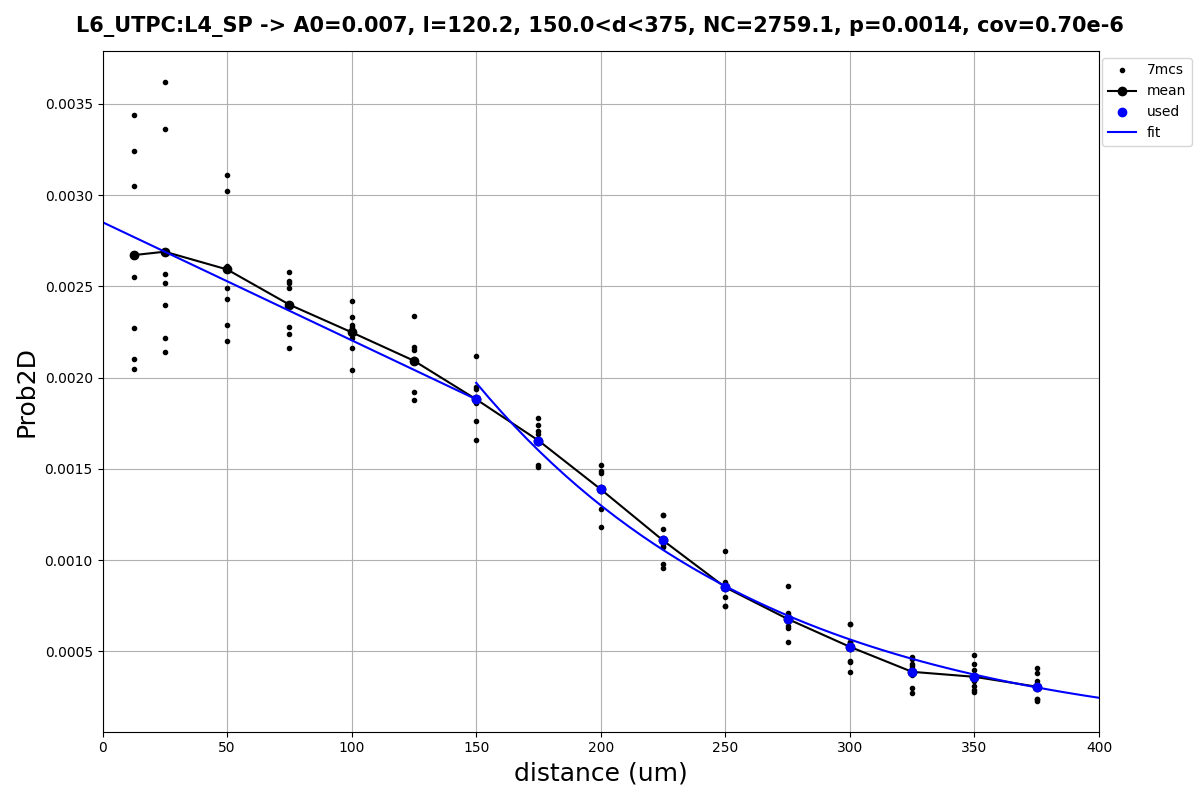 L6_UTPC:L4_SP -> A0=0.007, l=120.2, 150.0<d<375, NC=2759.1, p=0.0014, cov=0.70e-6
7mcs
mean
used
fit
0.0035
0.0030
0.0025
0.0020
0.0015
0.0010
0.0005
Prob2D
0 50 100 150 200 250 300 350 400
distance (um)